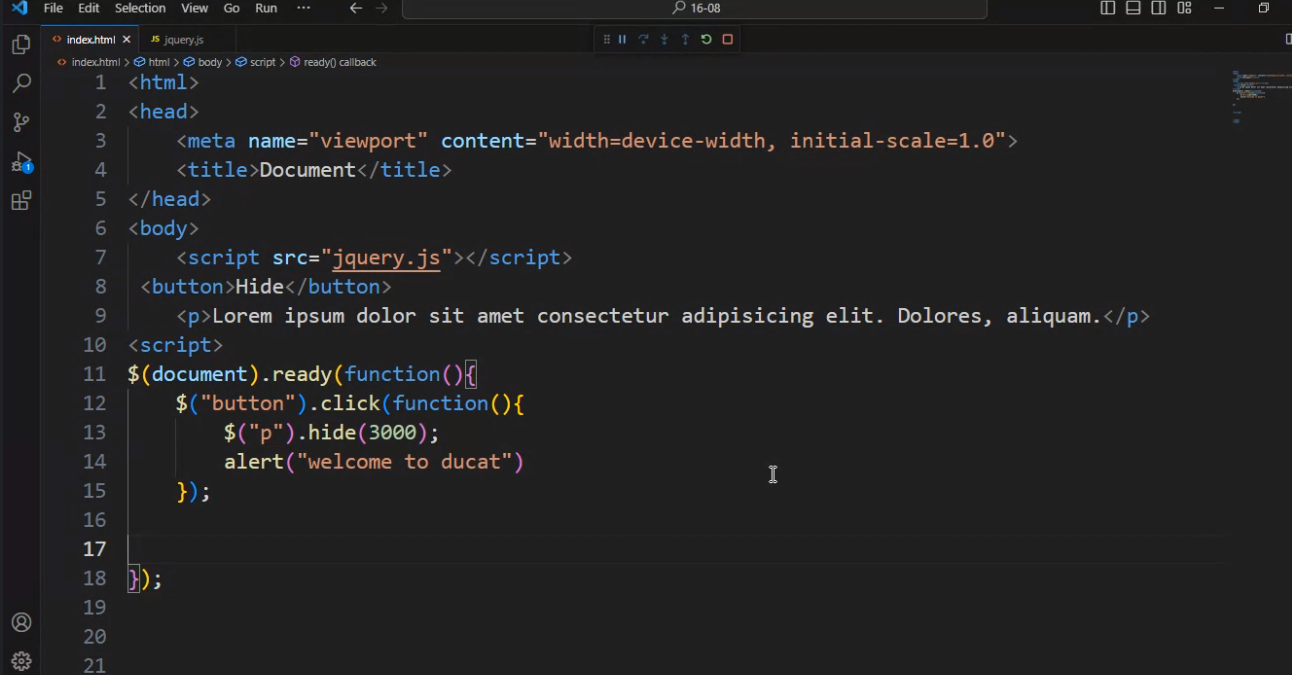 File Edit Selection View Go Run ··· 16-08
index.html JS jquery.js
index.html > html > body > script > ready() callback
1 <html>
2 <head>
3 <meta name="viewport" content="width=device-width, initial-scale=1.0">
4 <title>Document</title>
5 </head>
6 <body>
7 <script src="jquery.js"></script>
8 <button>Hide</button>
9 <p>Lorem ipsum dolor sit amet consectetur adipisicing elit. Dolores, aliquam.</p>
10 <script>
11 $(document).ready(function(){
12 $("button").click(function(){
13 $("p").hide(3000);
14 alert("welcome to ducat")
15 });
16
17
18 });
19
20
21
1